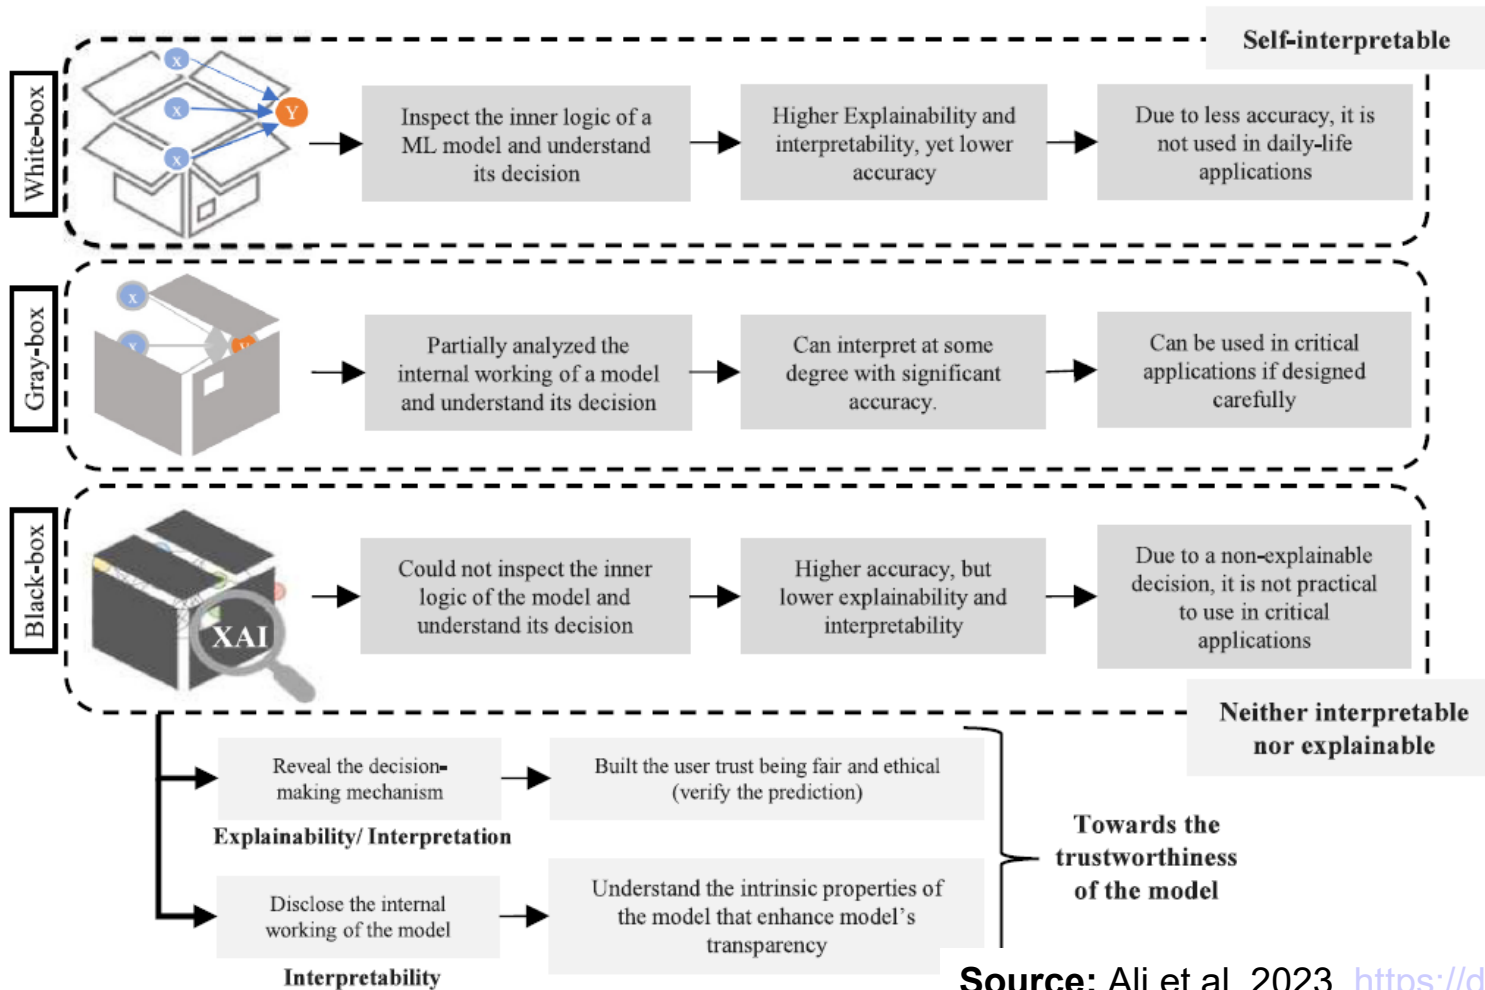 Self-interpretable
White-box
x
x
x
Y
Inspect the inner logic of a
ML model and understand
its decision
Higher Explainability and
interpretability, yet lower
accuracy
Due to less accuracy, it is
not used in daily-life
applications
Gray-box
x
x
Partially analyzed the
internal working of a model
and understand its decision
Can interpret at some
degree with significant
accuracy.
Can be used in critical
applications if designed
carefully
Black-box
XAI
Could not inspect the inner
logic of the model and
understand its decision
Higher accuracy, but
lower explainability and
interpretability
Due to a non-explainable
decision, it is not practical
to use in critical
applications
Neither interpretable
nor explainable
Reveal the decision-
making mechanism
Explainability/ Interpretation
Built the user trust being fair and ethical
(verify the prediction)
Disclose the internal
working of the model
Interpretability
Understand the intrinsic properties of
the model that enhance model's
transparency
Towards the
trustworthiness
of the model
Source: Ali et al. 2023, https://d